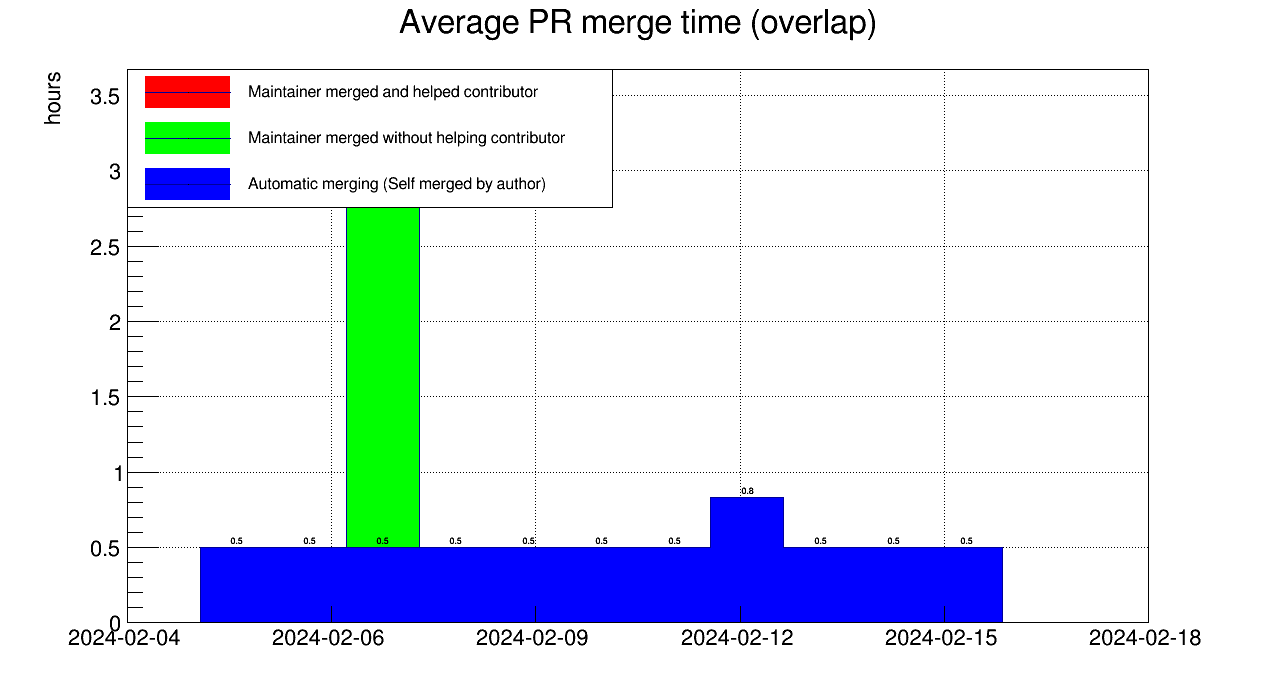 Average PR merge time (overlap)
hours
3.5
3
2.5
2
1.5
1
0.5
0
Maintainer merged and helped contributor
Maintainer merged without helping contributor
Automatic merging (Self merged by author)
0.8
0.5 0.5 0.5 0.5 0.5 0.5 0.5 0.5 0.5 0.5
2024-02-04 2024-02-06 2024-02-09 2024-02-12 2024-02-15 2024-02-18